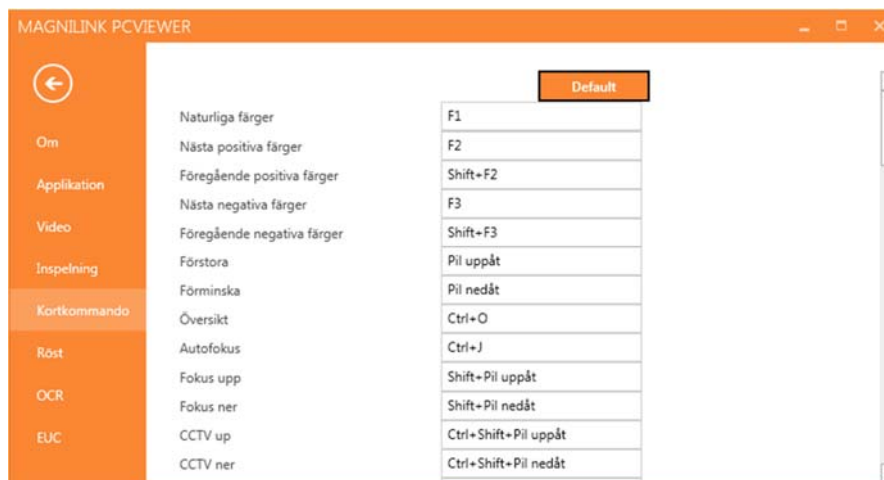 MAGNILINK PCVIEWER
Default
Om
Applikation
Video
Inspelning
Kortkommando
Röst
OCR
EUC
Naturliga färger F1
Nästa positiva färger F2
Föregående positiva färger Shift+F2
Nästa negativa färger F3
Föregående negativa färger Shift+F3
Förstora Pil uppåt
Förminska Pil nedåt
Översikt Ctrl+O
Autofokus Ctrl+J
Fokus upp Shift+Pil uppåt
Fokus ner Shift+Pil nedåt
CCTV up Ctrl+Shift+Pil uppåt
CCTV ner Ctrl+Shift+Pil nedåt